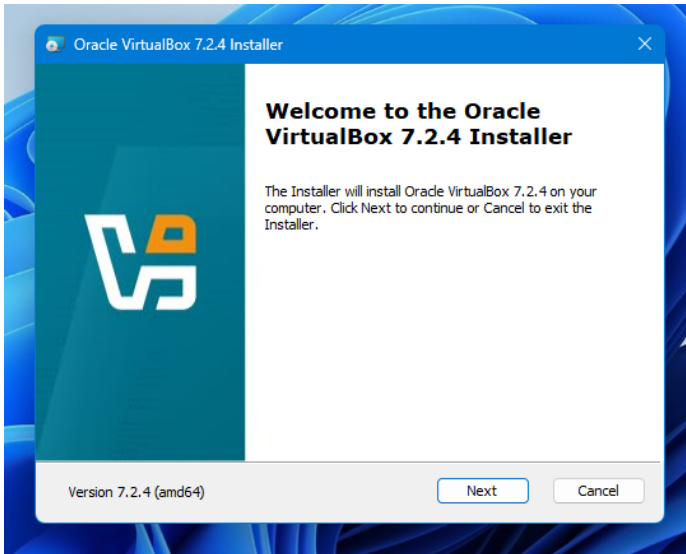 Oracle VirtualBox 7.2.4 Installer
Welcome to the Oracle
VirtualBox 7.2.4 Installer
The Installer will install Oracle VirtualBox 7.2.4 on your
computer. Click Next to continue or Cancel to exit the
Installer.
Version 7.2.4 (amd64)
Next
Cancel